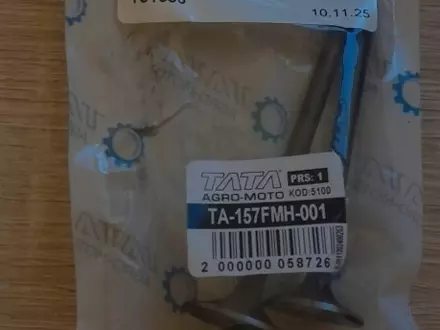 10.11.25
TATA
PRS: 1
AGRO-MOTO KOD:5100
TA-157FMH-001
2 000000 058726